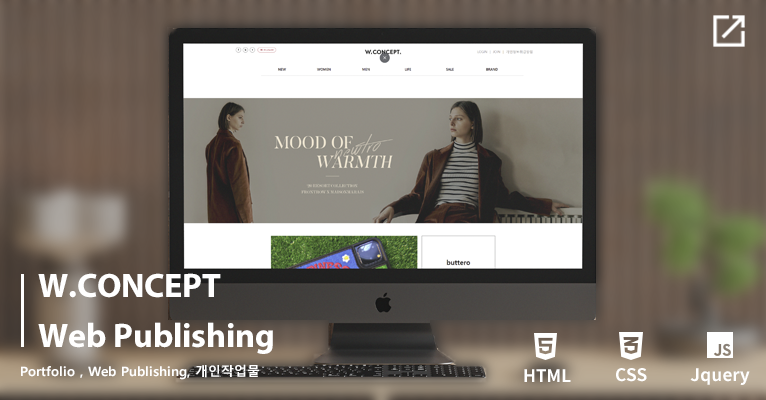 W.CONCEPT.
NEW WOMEN MEN LIFE SALE BRAND
MOOD OF
newtro
WARMTH
buttero
W.CONCEPT
Web Publishing
Portfolio , Web Publishing, 개인작업물
5
HTML
3
CSS
JS
Jquery